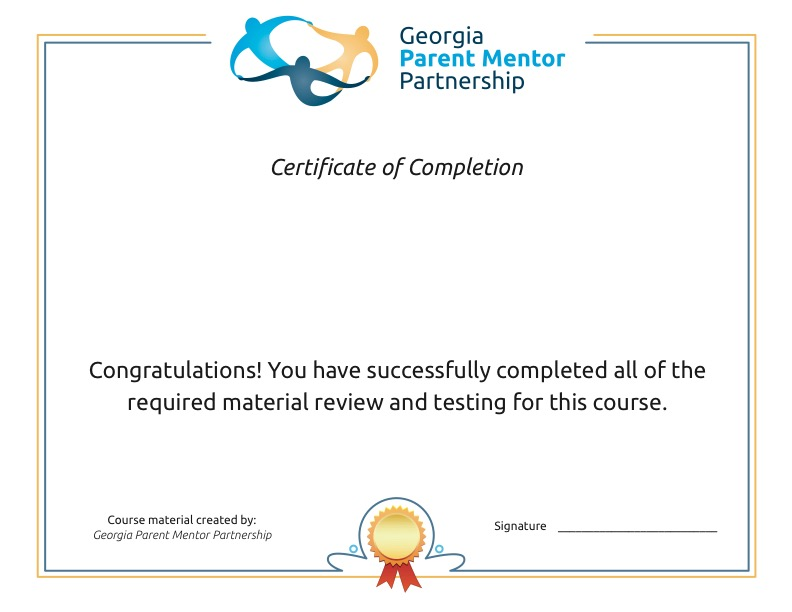 Georgia
Parent Mentor
Partnership
Certificate of Completion
Congratulations! You have successfully completed all of the
required material review and testing for this course.
Course material created by:
Georgia Parent Mentor Partnership
Signature ___________________________